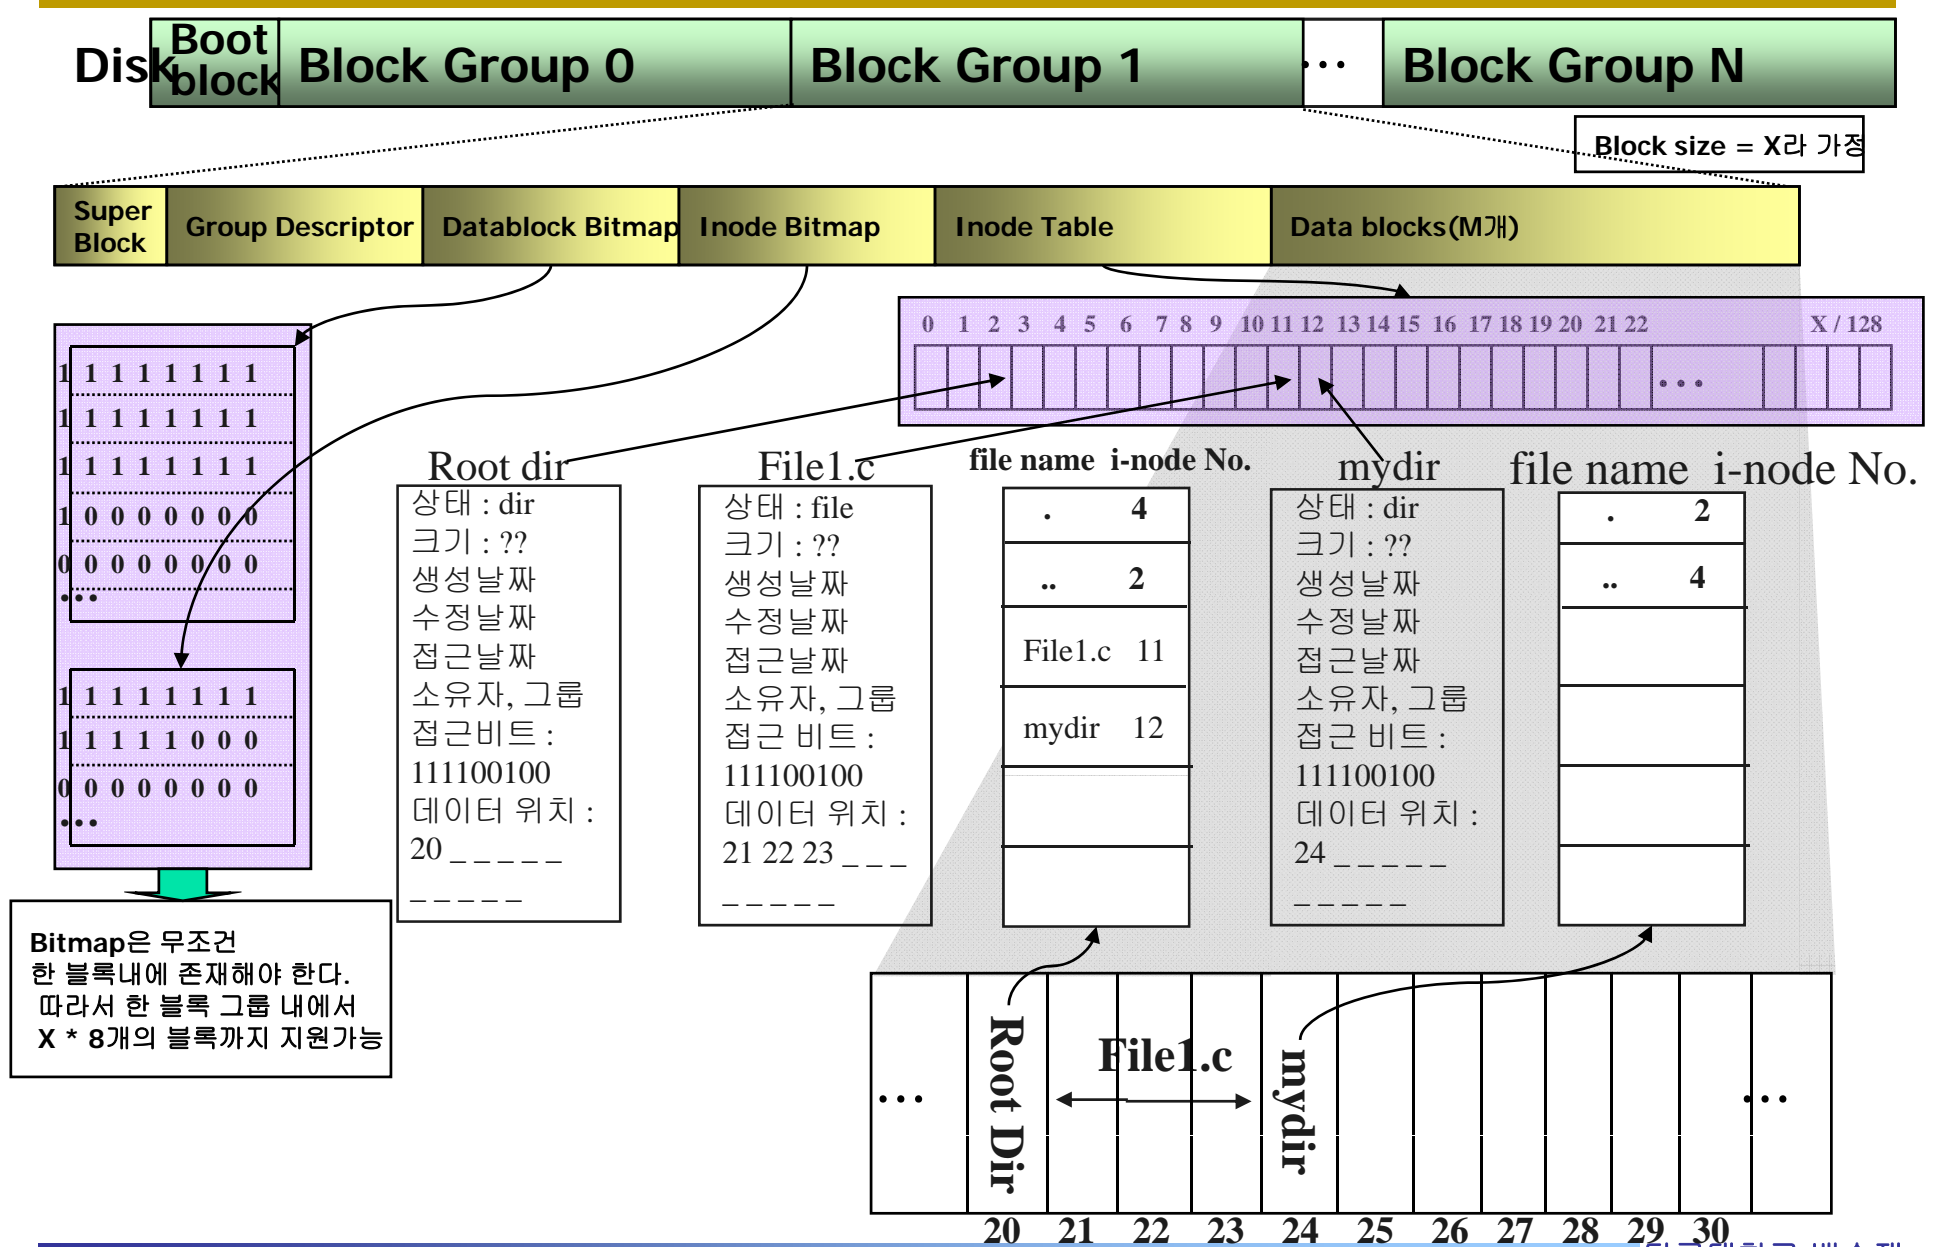 Disk
Boot
block
Block Group 0
Block Group 1
...
Block Group N
Block size = X라 가정
Super
Block
Group Descriptor
Datablock Bitmap
Inode Bitmap
Inode Table
Data blocks(M개)
0 1 2 3 4 5 6 7 8 9 10 11 12 13 14 15 16 17 18 19 20 21 22 X / 128
...
1 1 1 1 1 1 1 1
1 1 1 1 1 1 1 1
1 1 1 1 1 1 1 1
1 0 0 0 0 0 0 0
0 0 0 0 0 0 0 0
...
1 1 1 1 1 1 1 1
1 1 1 1 1 0 0 0
0 0 0 0 0 0 0 0
...
Bitmap은 무조건
한 블록내에 존재해야 한다.
따라서 한 블록 그룹 내에서
X * 8개의 블록까지 지원가능
Root dir
상태 : dir
크기 : ??
생성날짜
수정날짜
접근날짜
소유자, 그룹
접근비트 :
111100100
데이터 위치 :
20 _ _ _ _ _
_ _ _ _ _
File1.c
상태 : file
크기 : ??
생성날짜
수정날짜
접근날짜
소유자, 그룹
접근 비트 :
111100100
데이터 위치 :
21 22 23 _ _ _
_ _ _ _ _
file name i-node No.
. 4
.. 2
File1.c 11
mydir 12
mydir
상태 : dir
크기 : ??
생성날짜
수정날짜
접근날짜
소유자, 그룹
접근 비트 :
111100100
데이터 위치 :
24 _ _ _ _ _
_ _ _ _ _
file name i-node No.
. 2
.. 4
...
Root Dir
File1.c
mydir
...
20 21 22 23 24 25 26 27 28 29 30